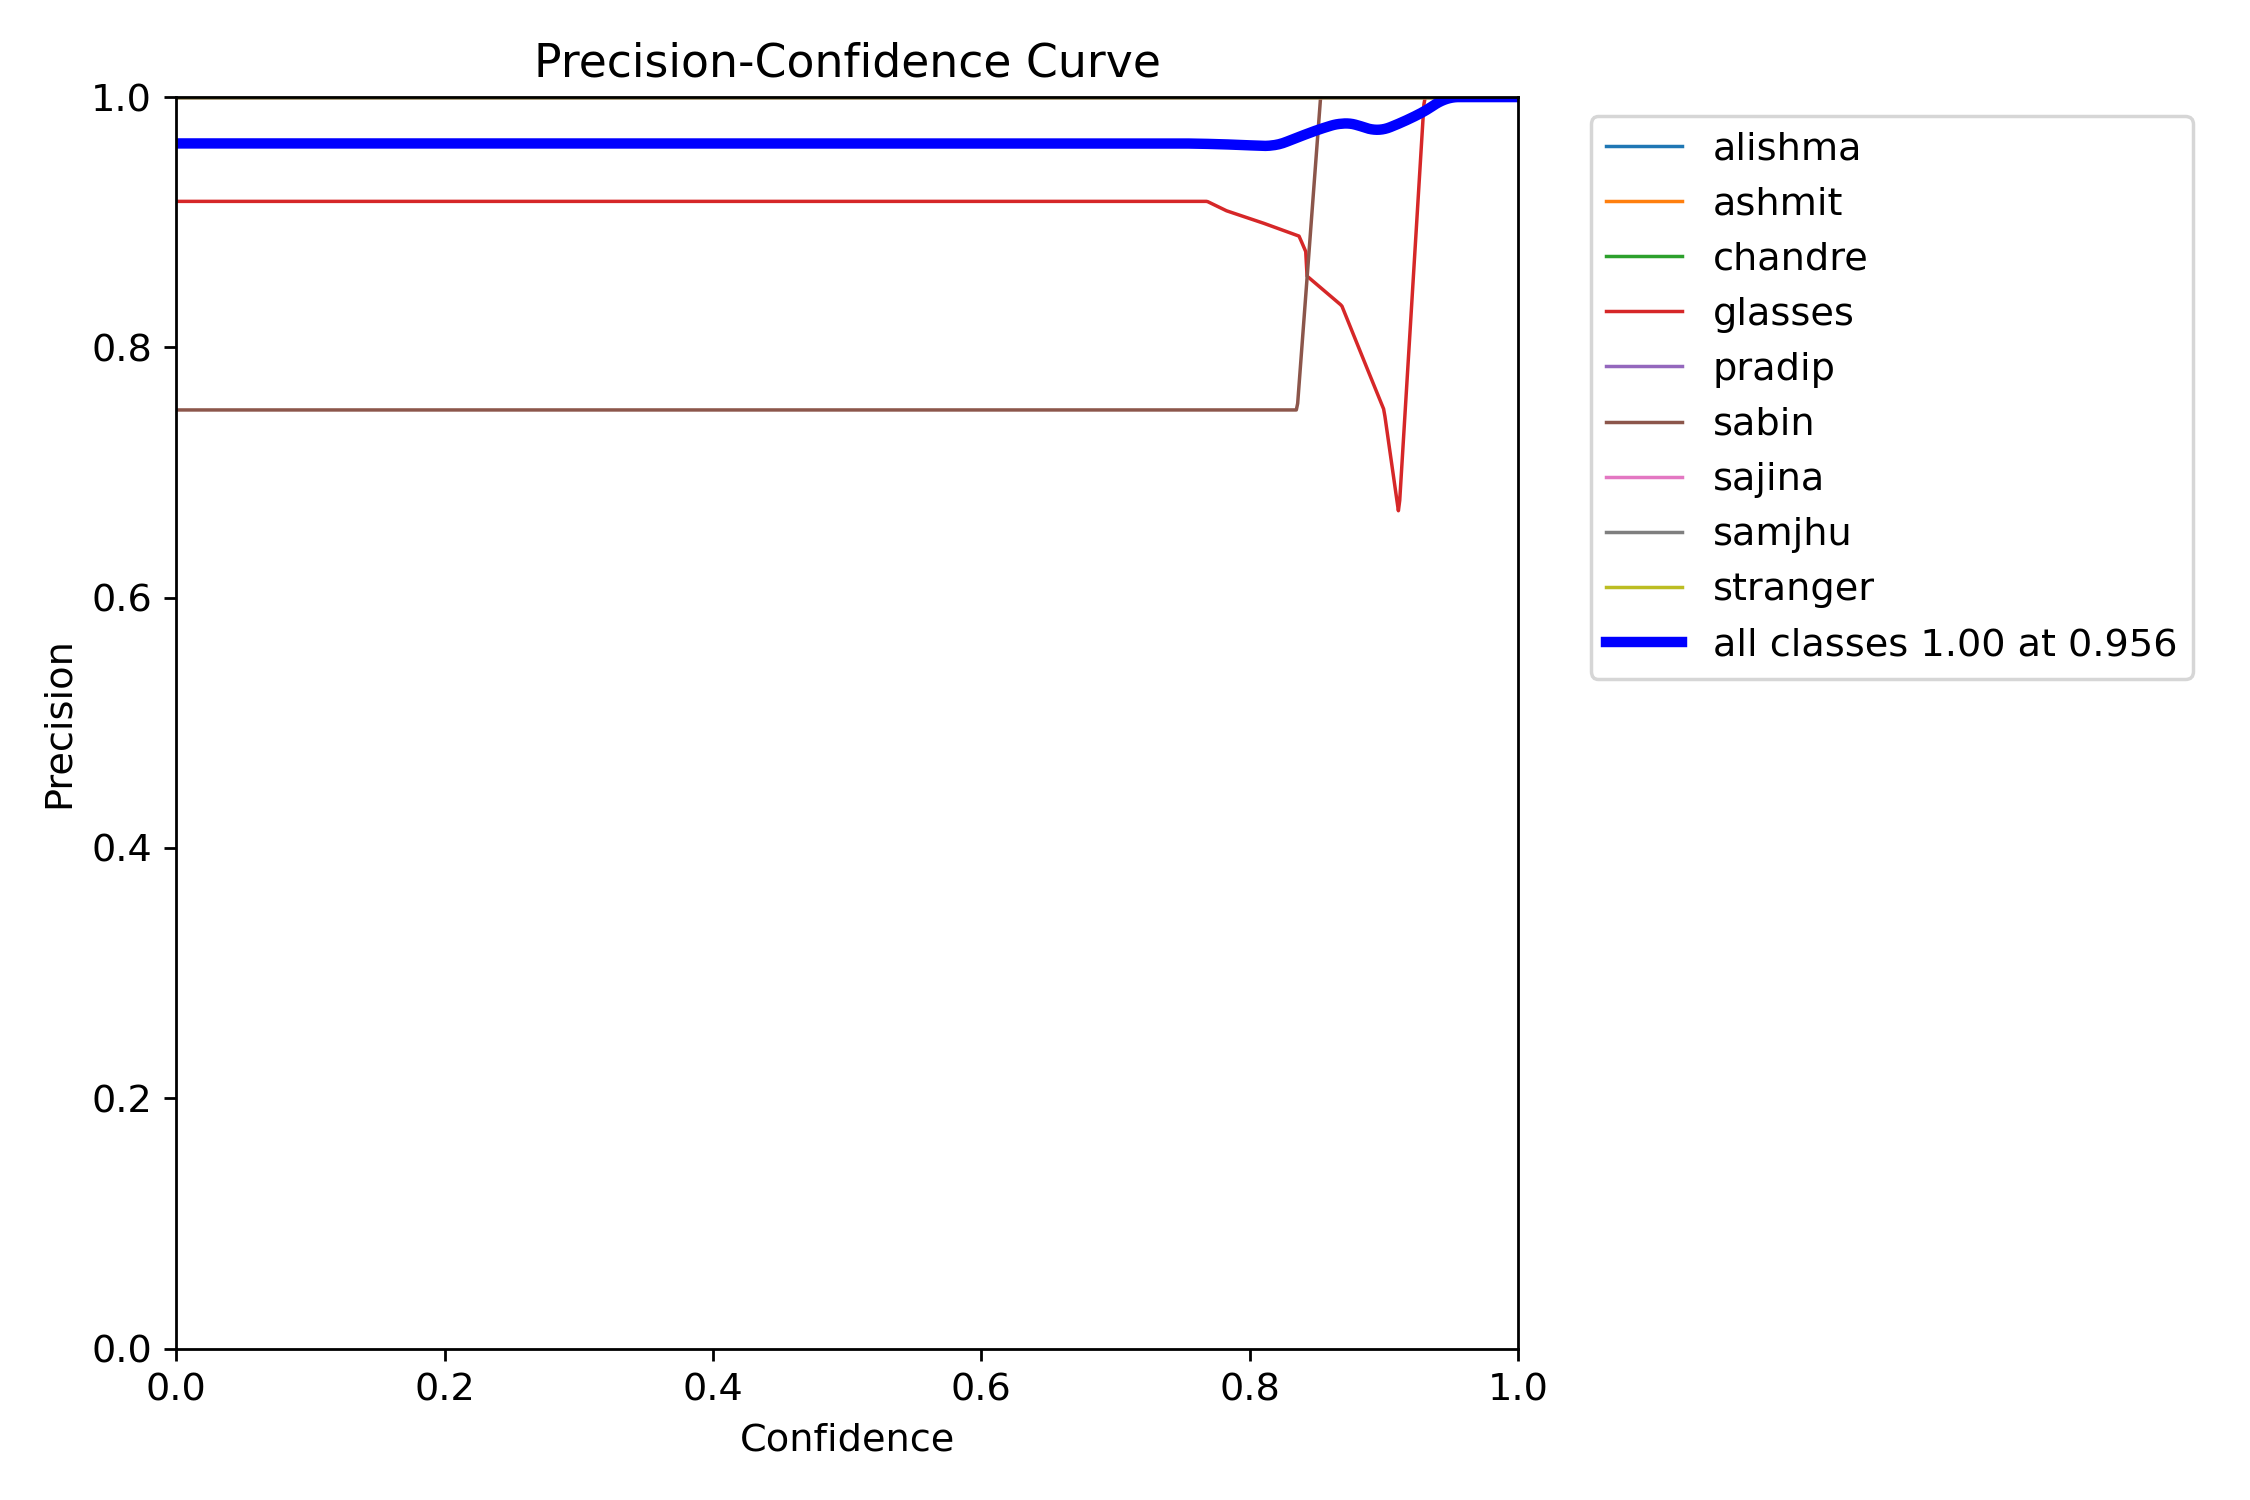 Precision-Confidence Curve
1.0
0.8
0.6
0.4
0.2
0.0
Precision
0.0 0.2 0.4 0.6 0.8 1.0
Confidence
alishma
ashmit
chandre
glasses
pradip
sabin
sajina
samjhu
stranger
all classes 1.00 at 0.956